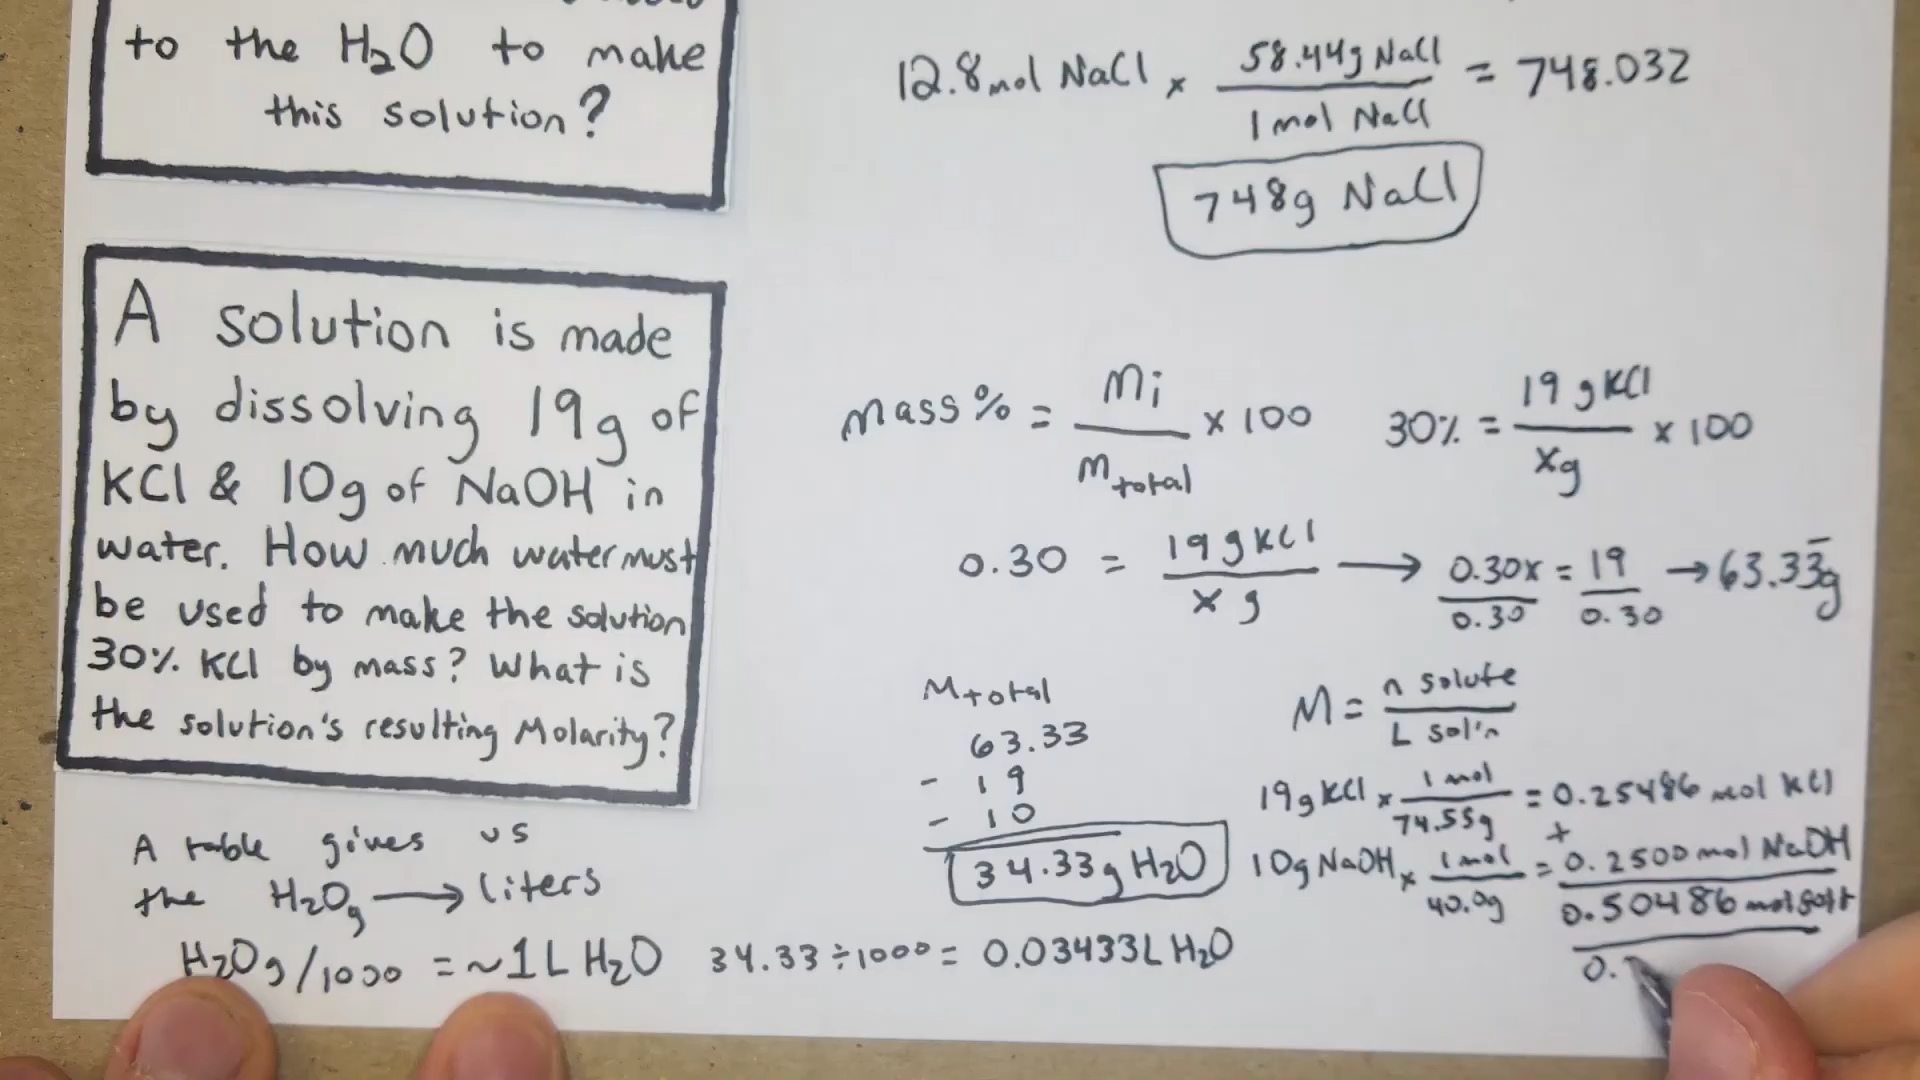 to the H₂O to make
this solution?
12.8mol NaCl × 58.44g NaCl / 1 mol NaCl = 748.032
748g NaCl
A solution is made
by dissolving 19g of
KCl & 10g of NaOH in
water. How much water must
be used to make the solution
30% KCl by mass? What is
the solution's resulting Molarity?
mass % = Mi / Mtotal × 100
30% = 19 g KCl / xg × 100
0.30 = 19 g KCl / x g → 0.30x / 0.30 = 19 / 0.30 → 63.33̅g
Mtotal
63.33
- 19
- 10
34.33g H₂O
M = n solute / L sol'n
19g KCl × 1 mol / 74.55g = 0.25486 mol KCl
+
10g NaOH × 1 mol / 40.0g = 0.2500 mol NaOH
0.50486 mol
0.
A table gives us
the H₂Og → liters
H₂Og/1000 = ~1L H₂O
34.33 ÷ 1000 = 0.03433L H₂O